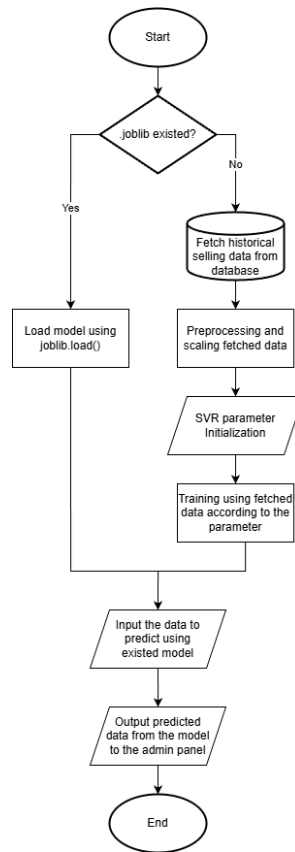 Start
.joblib existed?
No
Yes
Fetch historical
selling data from
database
Load model using
joblib.load()
Preprocessing and
scaling fetched data
SVR parameter
Initialization
Training using fetched
data according to the
parameter
Input the data to
predict using
existed model
Output predicted
data from the model
to the admin panel
End